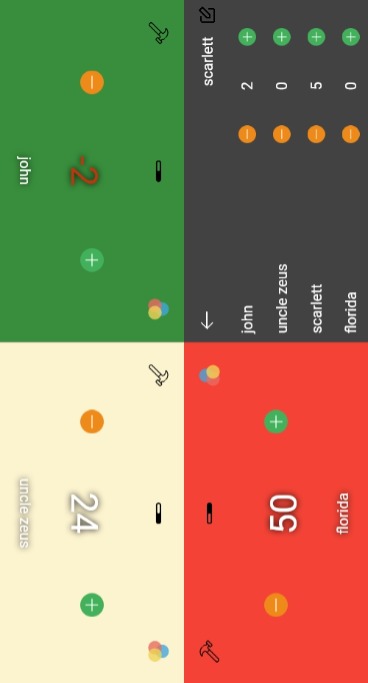 john
-2
uncle zeus
24
scarlett
john 2
uncle zeus 0
scarlett 5
florida 0
florida
50